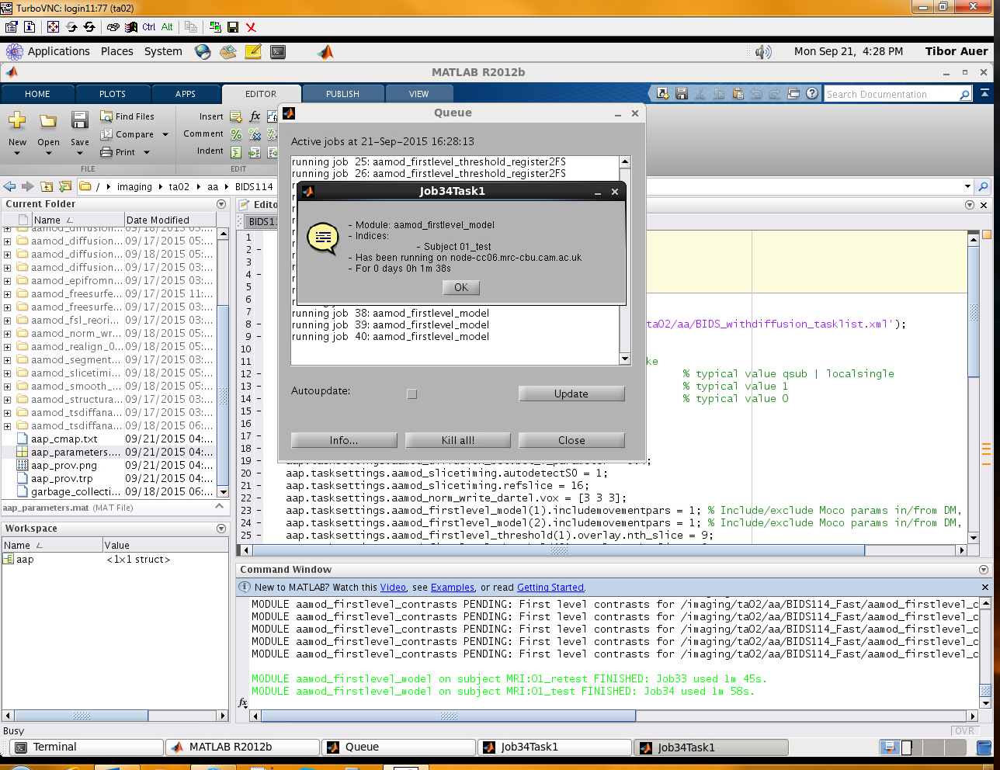 TurboVNC: login11:77 (ta02)
Ctrl Alt
Applications Places System Mon Sep 21, 4:28 PM Tibor Auer
MATLAB R2012b
HOME PLOTS APPS EDITOR PUBLISH VIEW Search Documentation
New Open Save Find Files Compare Print Insert Comment Indent
FILE EDIT
/ imaging ta02 aa BIDS114
Queue
Active jobs at 21-Sep-2015 16:28:13
running job 25: aamod_firstlevel_threshold_register2FS
running job 26: aamod_firstlevel_threshold_register2FS
Job34Task1
- Module: aamod_firstlevel_model
- Indices:
- Subject 01_test
- Has been running on node-cc06.mrc-cbu.cam.ac.uk
- For 0 days 0h 1m 38s
OK
running job 38: aamod_firstlevel_model
running job 39: aamod_firstlevel_model
running job 40: aamod_firstlevel_model
Autoupdate: Update
Info... Kill all! Close
Current Folder
Name Date Modified
aamod_diffusion... 09/17/2015 03:...
aamod_diffusion... 09/18/2015 05:...
aamod_diffusion... 09/17/2015 03:...
aamod_epifromn... 09/18/2015 03:...
aamod_freesurfe... 09/17/2015 11:...
aamod_freesurfe... 09/18/2015 03:...
aamod_fsl_reori... 09/17/2015 03:...
aamod_norm_wr... 09/18/2015 03:...
aamod_realign_0... 09/18/2015 03:...
aamod_segment... 09/17/2015 03:...
aamod_slicetimi... 09/18/2015 03:...
aamod_smooth_... 09/18/2015 03:...
aamod_structura... 09/17/2015 03:...
aamod_tsdiffana... 09/17/2015 03:...
aamod_tsdiffana... 09/18/2015 06:...
aap_cmap.txt 09/21/2015 04:...
aap_parameters.... 09/21/2015 04:...
aap_prov.png 09/21/2015 04:...
aap_prov.trp 09/21/2015 04:...
garbage_collecti... 09/18/2015 06:...
aap_parameters.mat (MAT File)
Workspace
Name Value
aap <1x1 struct>
Edito
BIDS11
1
2
3
4
5
6
7
8 ta02/aa/BIDS_withdiffusion_tasklist.xml');
9
10
11 ke
12 % typical value qsub | localsingle
13 % typical value 1
14 % typical value 0
15
16
17
18
19
20 aap.tasksettings.aamod_slicetiming.autodetectSO = 1;
21 aap.tasksettings.aamod_slicetiming.refslice = 16;
22 aap.tasksettings.aamod_norm_write_dartel.vox = [3 3 3];
23 aap.tasksettings.aamod_firstlevel_model(1).includemovementpars = 1; % Include/exclude Moco params in/from DM,
24 aap.tasksettings.aamod_firstlevel_model(2).includemovementpars = 1; % Include/exclude Moco params in/from DM,
25 aap.tasksettings.aamod_firstlevel_threshold(1).overlay.nth_slice = 9;
Command Window
New to MATLAB? Watch this Video, see Examples, or read Getting Started.
MODULE aamod_firstlevel_contrasts PENDING: First level contrasts for /imaging/ta02/aa/BIDS114_Fast/aamod_firstlevel_c
MODULE aamod_firstlevel_contrasts PENDING: First level contrasts for /imaging/ta02/aa/BIDS114_Fast/aamod_firstlevel_c
MODULE aamod_firstlevel_contrasts PENDING: First level contrasts for /imaging/ta02/aa/BIDS114_Fast/aamod_firstlevel_c
MODULE aamod_firstlevel_contrasts PENDING: First level contrasts for /imaging/ta02/aa/BIDS114_Fast/aamod_firstlevel_c
MODULE aamod_firstlevel_contrasts PENDING: First level contrasts for /imaging/ta02/aa/BIDS114_Fast/aamod_firstlevel_c
MODULE aamod_firstlevel_model on subject MRI:01_retest FINISHED: Job33 used 1m 45s.
MODULE aamod_firstlevel_model on subject MRI:01_test FINISHED: Job34 used 1m 58s.
fx
Busy OVR
Terminal MATLAB R2012b Queue Job34Task1 Job34Task1